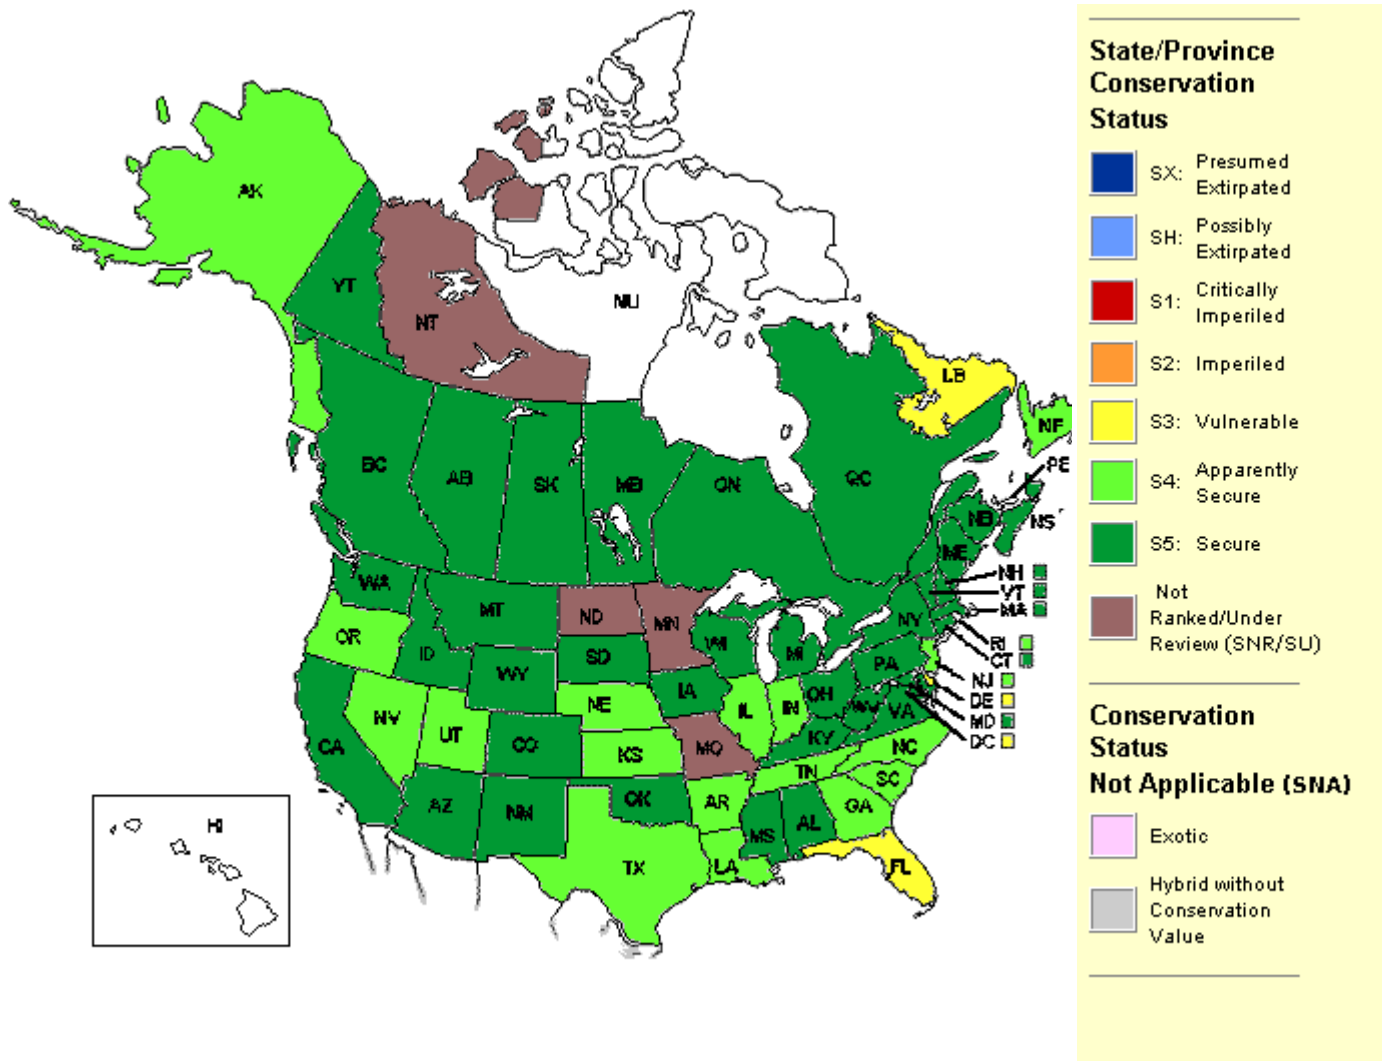 State/Province
Conservation
Status
SX: Presumed
Extirpated
SH: Possibly
Extirpated
S1: Critically
Imperiled
S2: Imperiled
S3: Vulnerable
S4: Apparently
Secure
S5: Secure
Not
Ranked/Under
Review (SNR/SU)
Conservation
Status
Not Applicable (SNA)
Exotic
Hybrid without
Conservation
Value
AK
YT
NT
NU
LB
NF
BC
AB
SK
MB
ON
QC
PE
NB
NS
ME
NH
VT
MA
WA
MT
ND
MN
OR
ID
WI
MI
NY
RI
CT
WY
SD
PA
NJ
IA
DE
NE
IL
IN
OH
WV
VA
MD
DC
NV
UT
CO
KS
MO
KY
CA
NC
TN
SC
AZ
NM
OK
AR
GA
MS
AL
TX
LA
FL
HI